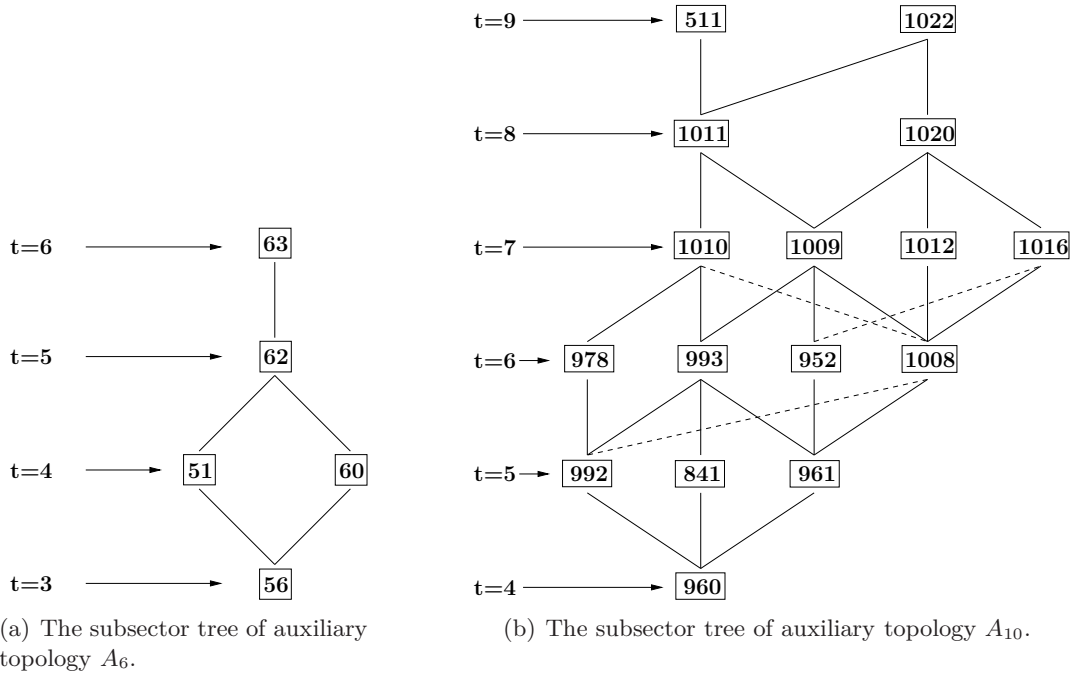 t=9 511 1022
t=8 1011 1020
t=7 1010 1009 1012 1016
t=6 978 993 952 1008
t=5 992 841 961
t=4 960
t=6 63
t=5 62
t=4 51 60
t=3 56
(a) The subsector tree of auxiliary
topology A₆.
(b) The subsector tree of auxiliary topology A₁₀.